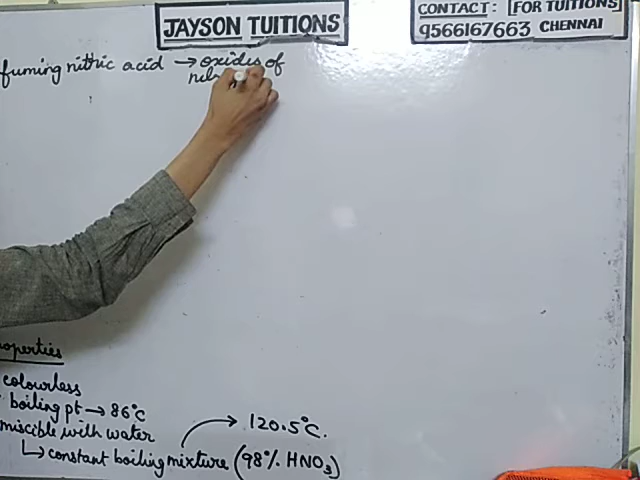 JAYSON TUITIONS
CONTACT: FOR TUITIONS
9566167663 CHENNAI
fuming nitric acid → oxides of
operties
colourless
boiling pt → 86°C
miscible with water
→ 120.5°C.
↳ constant boiling mixture (98% HNO3)